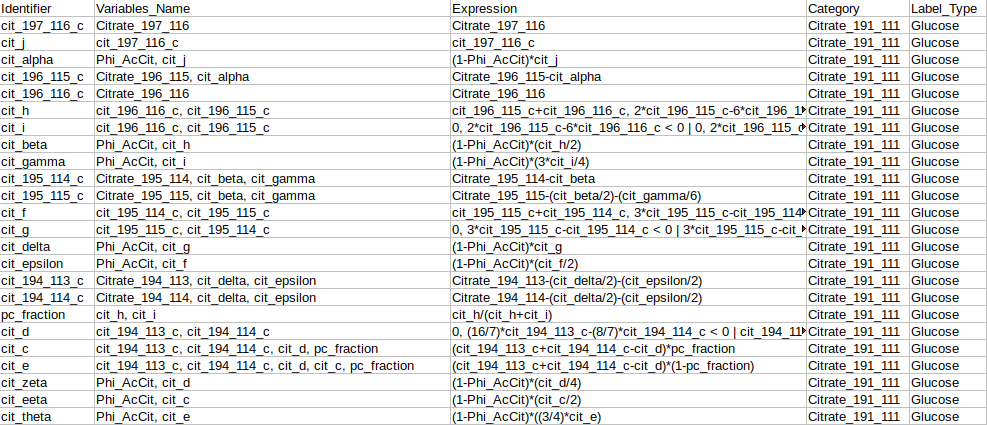 Identifier Variables_Name Expression Category Label_Type
cit_197_116_c Citrate_197_116 Citrate_197_116 Citrate_191_111 Glucose
cit_j cit_197_116_c cit_197_116_c Citrate_191_111 Glucose
cit_alpha Phi_AcCit, cit_j (1-Phi_AcCit)*cit_j Citrate_191_111 Glucose
cit_196_115_c Citrate_196_115, cit_alpha Citrate_196_115-cit_alpha Citrate_191_111 Glucose
cit_196_116_c Citrate_196_116 Citrate_196_116 Citrate_191_111 Glucose
cit_h cit_196_116_c, cit_196_115_c cit_196_115_c+cit_196_116_c, 2*cit_196_115_c-6*cit_196_1 Citrate_191_111 Glucose
cit_i cit_196_116_c, cit_196_115_c 0, 2*cit_196_115_c-6*cit_196_116_c < 0 | 0, 2*cit_196_115_c Citrate_191_111 Glucose
cit_beta Phi_AcCit, cit_h (1-Phi_AcCit)*(cit_h/2) Citrate_191_111 Glucose
cit_gamma Phi_AcCit, cit_i (1-Phi_AcCit)*(3*cit_i/4) Citrate_191_111 Glucose
cit_195_114_c Citrate_195_114, cit_beta, cit_gamma Citrate_195_114-cit_beta Citrate_191_111 Glucose
cit_195_115_c Citrate_195_115, cit_beta, cit_gamma Citrate_195_115-(cit_beta/2)-(cit_gamma/6) Citrate_191_111 Glucose
cit_f cit_195_114_c, cit_195_115_c cit_195_115_c+cit_195_114_c, 3*cit_195_115_c-cit_195_114 Citrate_191_111 Glucose
cit_g cit_195_115_c, cit_195_114_c 0, 3*cit_195_115_c-cit_195_114_c < 0 | 3*cit_195_115_c-cit_ Citrate_191_111 Glucose
cit_delta Phi_AcCit, cit_g (1-Phi_AcCit)*cit_g Citrate_191_111 Glucose
cit_epsilon Phi_AcCit, cit_f (1-Phi_AcCit)*(cit_f/2) Citrate_191_111 Glucose
cit_194_113_c Citrate_194_113, cit_delta, cit_epsilon Citrate_194_113-(cit_delta/2)-(cit_epsilon/2) Citrate_191_111 Glucose
cit_194_114_c Citrate_194_114, cit_delta, cit_epsilon Citrate_194_114-(cit_delta/2)-(cit_epsilon/2) Citrate_191_111 Glucose
pc_fraction cit_h, cit_i cit_h/(cit_h+cit_i) Citrate_191_111 Glucose
cit_d cit_194_113_c, cit_194_114_c 0, (16/7)*cit_194_113_c-(8/7)*cit_194_114_c < 0 | cit_194_11 Citrate_191_111 Glucose
cit_c cit_194_113_c, cit_194_114_c, cit_d, pc_fraction (cit_194_113_c+cit_194_114_c-cit_d)*pc_fraction Citrate_191_111 Glucose
cit_e cit_194_113_c, cit_194_114_c, cit_d, cit_c, pc_fraction (cit_194_113_c+cit_194_114_c-cit_d)*(1-pc_fraction) Citrate_191_111 Glucose
cit_zeta Phi_AcCit, cit_d (1-Phi_AcCit)*(cit_d/4) Citrate_191_111 Glucose
cit_eeta Phi_AcCit, cit_c (1-Phi_AcCit)*(cit_c/2) Citrate_191_111 Glucose
cit_theta Phi_AcCit, cit_e (1-Phi_AcCit)*((3/4)*cit_e) Citrate_191_111 Glucose